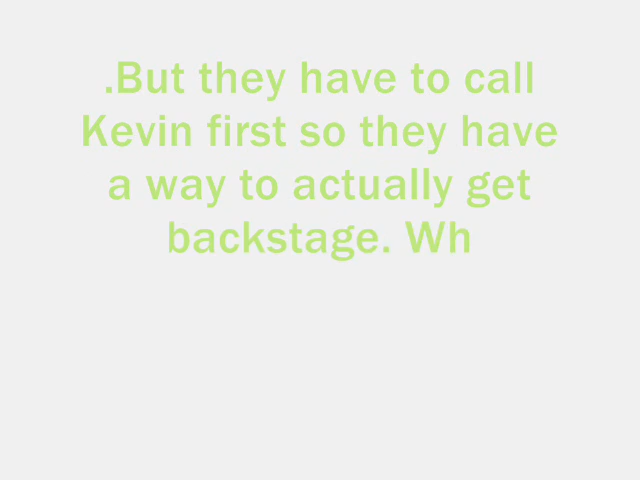 .But they have to call
Kevin first so they have
a way to actually get
backstage. Wh